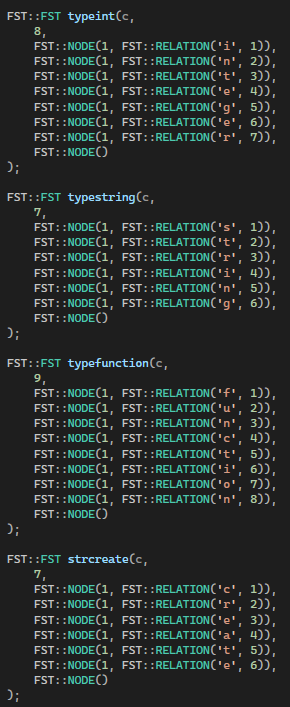 FST::FST typeint(c,
8,
FST::NODE(1, FST::RELATION('i', 1)),
FST::NODE(1, FST::RELATION('n', 2)),
FST::NODE(1, FST::RELATION('t', 3)),
FST::NODE(1, FST::RELATION('e', 4)),
FST::NODE(1, FST::RELATION('g', 5)),
FST::NODE(1, FST::RELATION('e', 6)),
FST::NODE(1, FST::RELATION('r', 7)),
FST::NODE()
);
FST::FST typestring(c,
7,
FST::NODE(1, FST::RELATION('s', 1)),
FST::NODE(1, FST::RELATION('t', 2)),
FST::NODE(1, FST::RELATION('r', 3)),
FST::NODE(1, FST::RELATION('i', 4)),
FST::NODE(1, FST::RELATION('n', 5)),
FST::NODE(1, FST::RELATION('g', 6)),
FST::NODE()
);
FST::FST typefunction(c,
9,
FST::NODE(1, FST::RELATION('f', 1)),
FST::NODE(1, FST::RELATION('u', 2)),
FST::NODE(1, FST::RELATION('n', 3)),
FST::NODE(1, FST::RELATION('c', 4)),
FST::NODE(1, FST::RELATION('t', 5)),
FST::NODE(1, FST::RELATION('i', 6)),
FST::NODE(1, FST::RELATION('o', 7)),
FST::NODE(1, FST::RELATION('n', 8)),
FST::NODE()
);
FST::FST strcreate(c,
7,
FST::NODE(1, FST::RELATION('c', 1)),
FST::NODE(1, FST::RELATION('r', 2)),
FST::NODE(1, FST::RELATION('e', 3)),
FST::NODE(1, FST::RELATION('a', 4)),
FST::NODE(1, FST::RELATION('t', 5)),
FST::NODE(1, FST::RELATION('e', 6)),
FST::NODE()
);